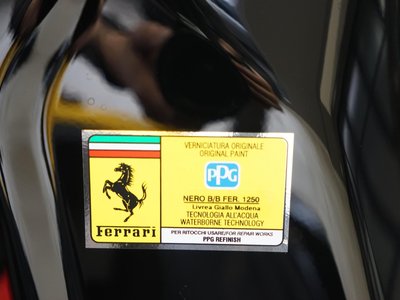 VERNICIATURA ORIGINALE
ORIGINAL PAINT
PPG
NERO B/B FER. 1250
Livrea Giallo Modena
TECNOLOGIA ALL'ACQUA
WATERBORNE TECHNOLOGY
Ferrari
PER RITOCCHI USARE/FOR REPAIR WORKS
PPG REFINISH